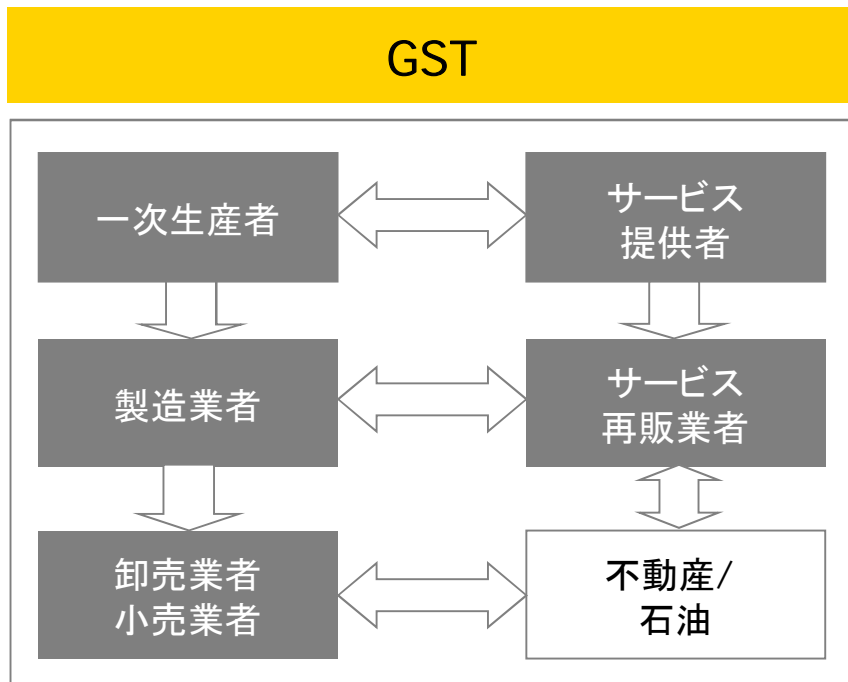 GST
一次生産者
サービス
提供者
製造業者
サービス
再販業者
卸売業者
小売業者
不動産/
石油